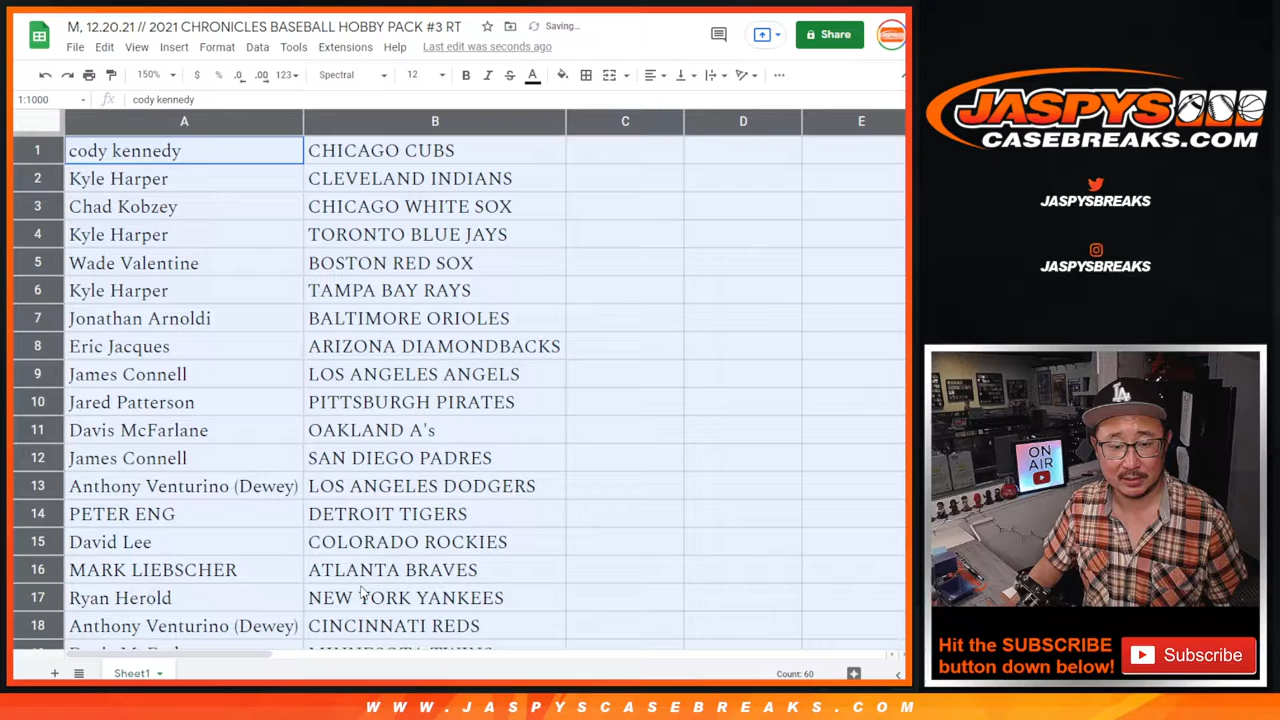 M, 12.20.21 // 2021 CHRONICLES BASEBALL HOBBY PACK #3 RT
Saving...
File Edit View Insert Format Data Tools Extensions Help Last edit was seconds ago
Share
150% $ % .0 .00 123 Spectral 12 B I S A
1:1000 fx cody kennedy
A B C D E
1 cody kennedy CHICAGO CUBS
2 Kyle Harper CLEVELAND INDIANS
3 Chad Kobzey CHICAGO WHITE SOX
4 Kyle Harper TORONTO BLUE JAYS
5 Wade Valentine BOSTON RED SOX
6 Kyle Harper TAMPA BAY RAYS
7 Jonathan Arnoldi BALTIMORE ORIOLES
8 Eric Jacques ARIZONA DIAMONDBACKS
9 James Connell LOS ANGELES ANGELS
10 Jared Patterson PITTSBURGH PIRATES
11 Davis McFarlane OAKLAND A's
12 James Connell SAN DIEGO PADRES
13 Anthony Venturino (Dewey) LOS ANGELES DODGERS
14 PETER ENG DETROIT TIGERS
15 David Lee COLORADO ROCKIES
16 MARK LIEBSCHER ATLANTA BRAVES
17 Ryan Herold NEW YORK YANKEES
18 Anthony Venturino (Dewey) CINCINNATI REDS
MINNESOTA TWINS
Sheet1
Count: 60
JASPYS
CASEBREAKS.COM
JASPYSBREAKS
JASPYSBREAKS
LA
ON
AIR
Hit the SUBSCRIBE
button down below!
Subscribe
WWW.JASPYSCASEBREAKS.COM